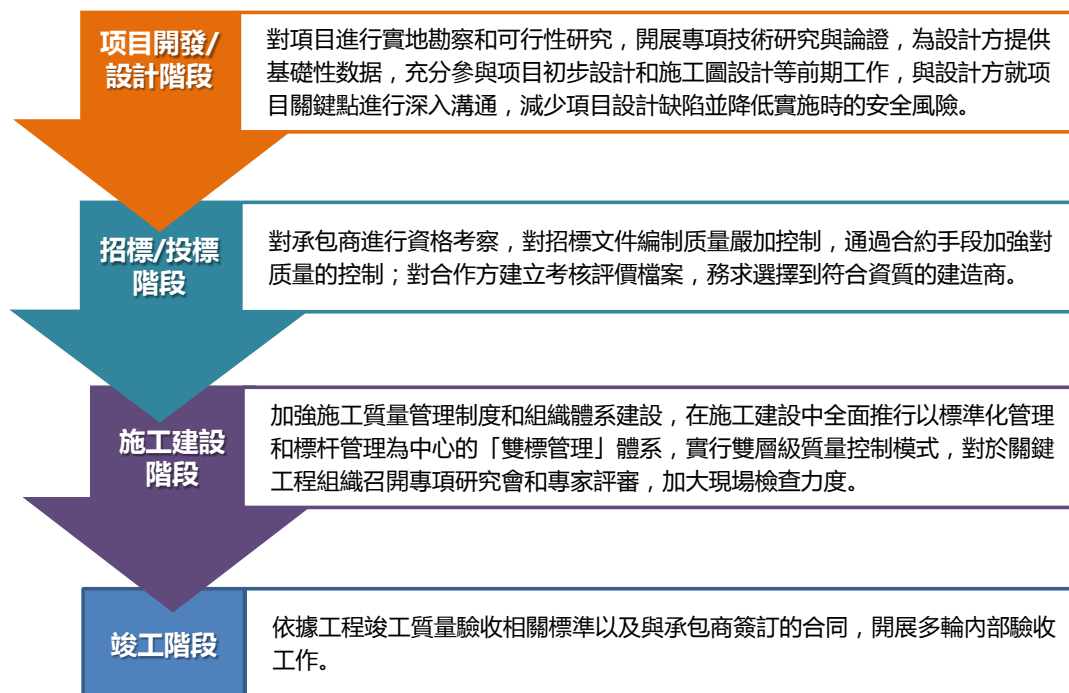 项目開發/
設計階段
對項目進行實地勘察和可行性研究，開展專項技術研究與論證，為設計方提供
基礎性数据，充分參與项目初步設計和施工圖設計等前期工作，與設計方就项
目關鍵點進行深入溝通，減少項目設計缺陷並降低實施時的安全風險。
招標/投標
階段
對承包商進行資格考察，對招標文件編制质量嚴加控制，通過合約手段加強對
质量的控制；對合作方建立考核評價檔案，務求選擇到符合資質的建造商。
施工建設
階段
加強施工質量管理制度和組織體系建設，在施工建設中全面推行以標準化管理
和標杆管理為中心的「雙標管理」體系，實行雙層級質量控制模式，對於關鍵
工程組織召開專項研究會和專家評審，加大現場檢查力度。
竣工階段
依據工程竣工質量驗收相關標準以及與承包商簽訂的合同，開展多輪內部驗收
工作。